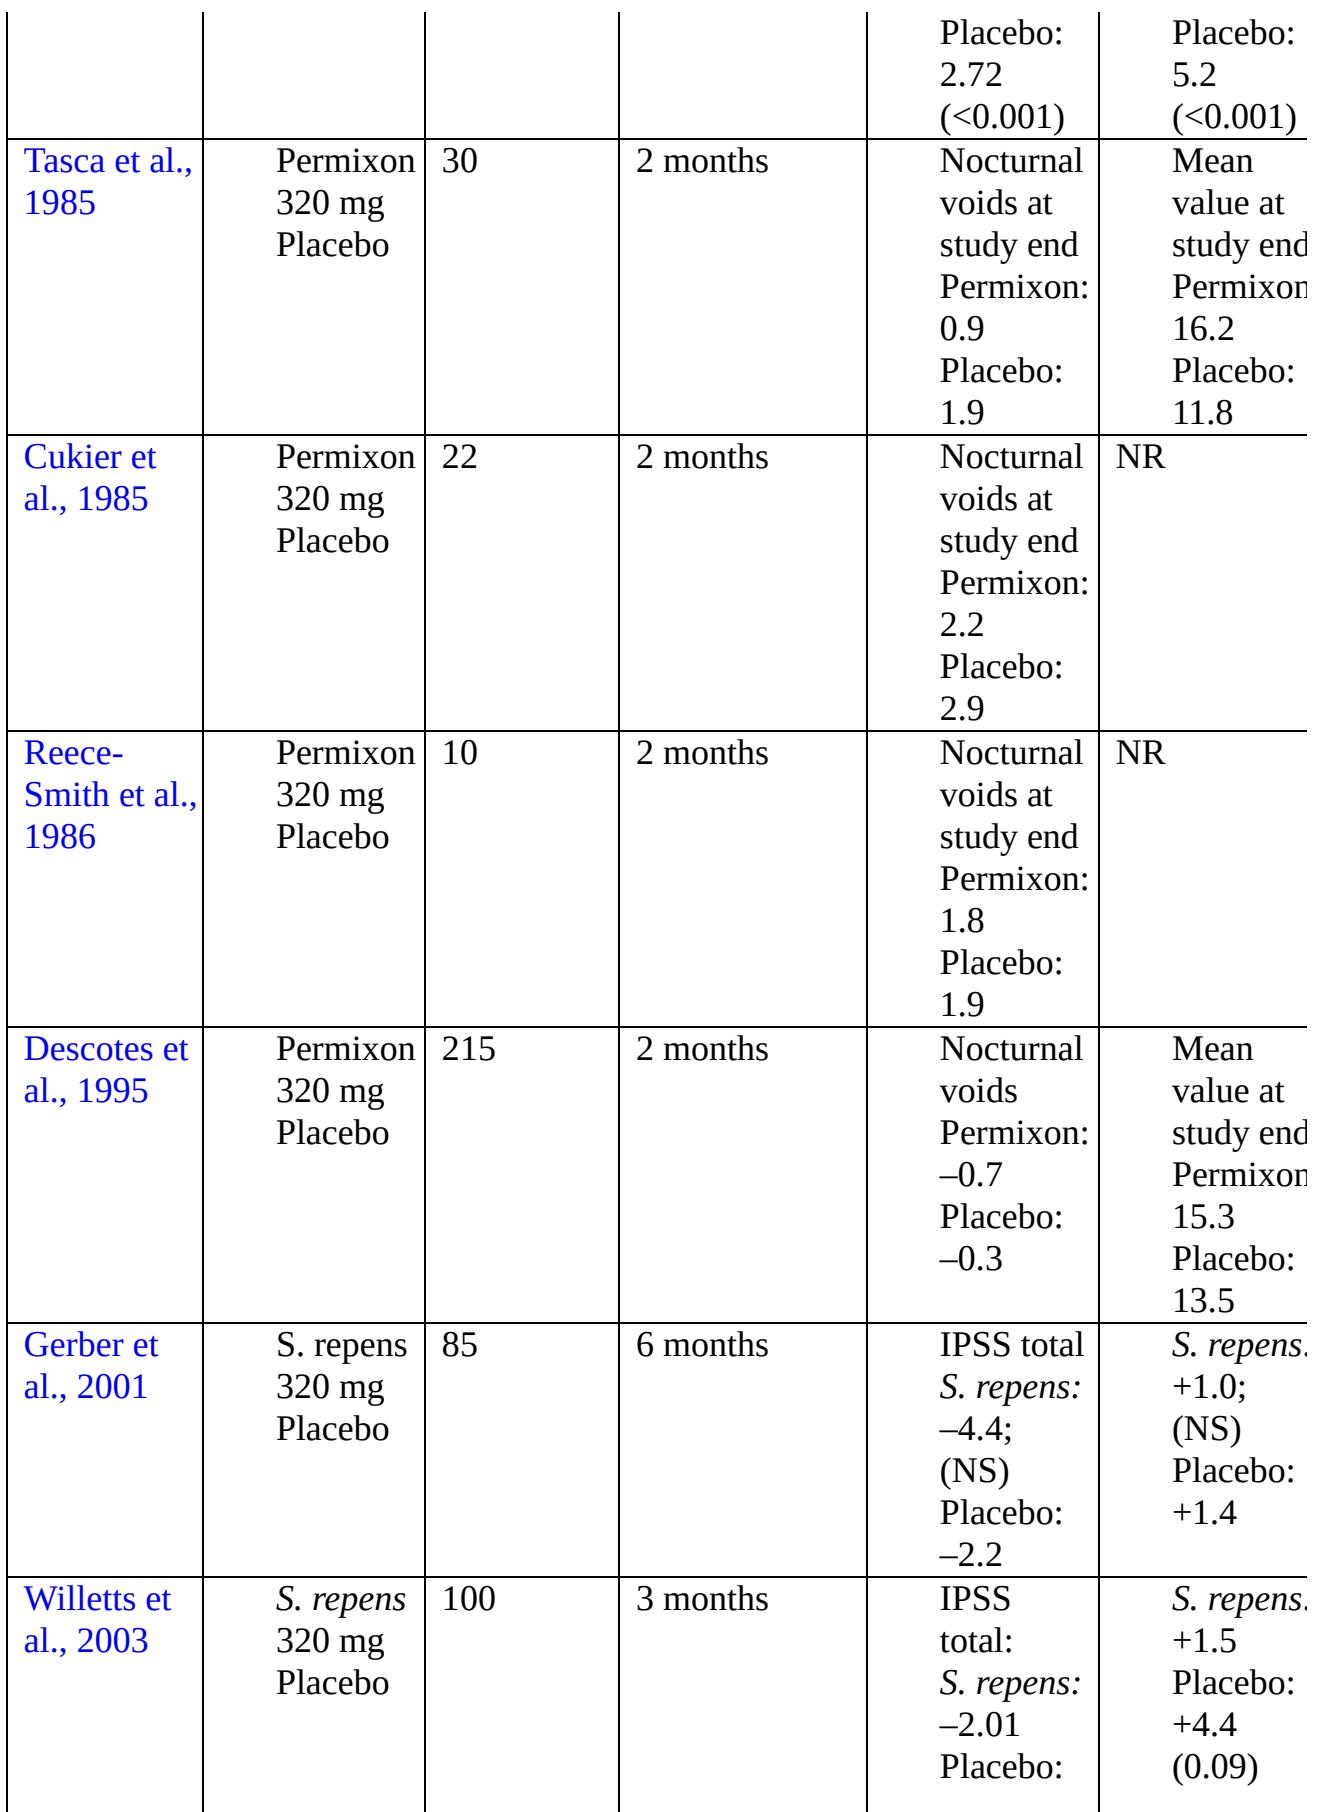 Placebo:
2.72
(<0.001)
Placebo:
5.2
(<0.001)
Tasca et al.,
1985
Permixon
320 mg
Placebo
30
2 months
Nocturnal
voids at
study end
Permixon:
0.9
Placebo:
1.9
Mean
value at
study end
Permixon
16.2
Placebo:
11.8
Cukier et
al., 1985
Permixon
320 mg
Placebo
22
2 months
Nocturnal
voids at
study end
Permixon:
2.2
Placebo:
2.9
NR
Reece-
Smith et al.,
1986
Permixon
320 mg
Placebo
10
2 months
Nocturnal
voids at
study end
Permixon:
1.8
Placebo:
1.9
NR
Descotes et
al., 1995
Permixon
320 mg
Placebo
215
2 months
Nocturnal
voids
Permixon:
–0.7
Placebo:
–0.3
Mean
value at
study end
Permixon
15.3
Placebo:
13.5
Gerber et
al., 2001
S. repens
320 mg
Placebo
85
6 months
IPSS total
S. repens:
–4.4;
(NS)
Placebo:
–2.2
S. repens:
+1.0;
(NS)
Placebo:
+1.4
Willetts et
al., 2003
S. repens
320 mg
Placebo
100
3 months
IPSS
total:
S. repens:
–2.01
Placebo:
S. repens:
+1.5
Placebo:
+4.4
(0.09)